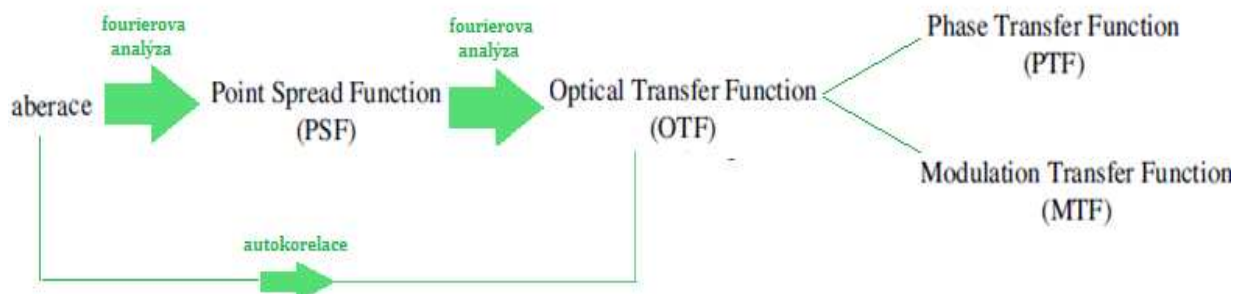 fourierova
analýza
fourierova
analýza
Phase Transfer Function
(PTF)
aberace
Point Spread Function
(PSF)
Optical Transfer Function
(OTF)
Modulation Transfer Function
(MTF)
autokorelace